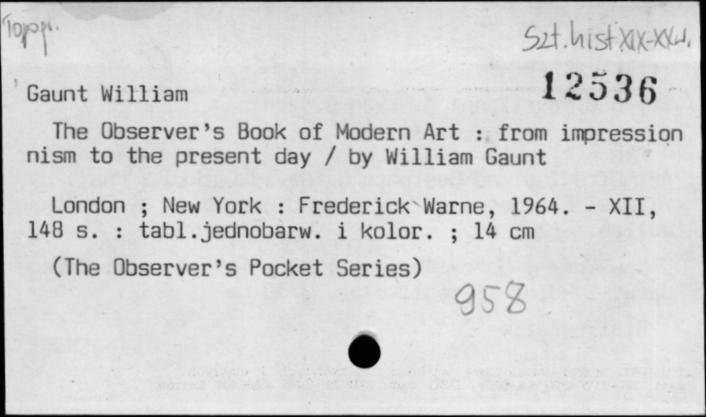 Szt. hist XIX-XXw.
12536
Gaunt William
The Observer's Book of Modern Art : from impression
nism to the present day / by William Gaunt
London ; New York : Frederick Warne, 1964. - XII,
148 s. : tabl.jednobarw. i kolor. ; 14 cm
(The Observer's Pocket Series)
958